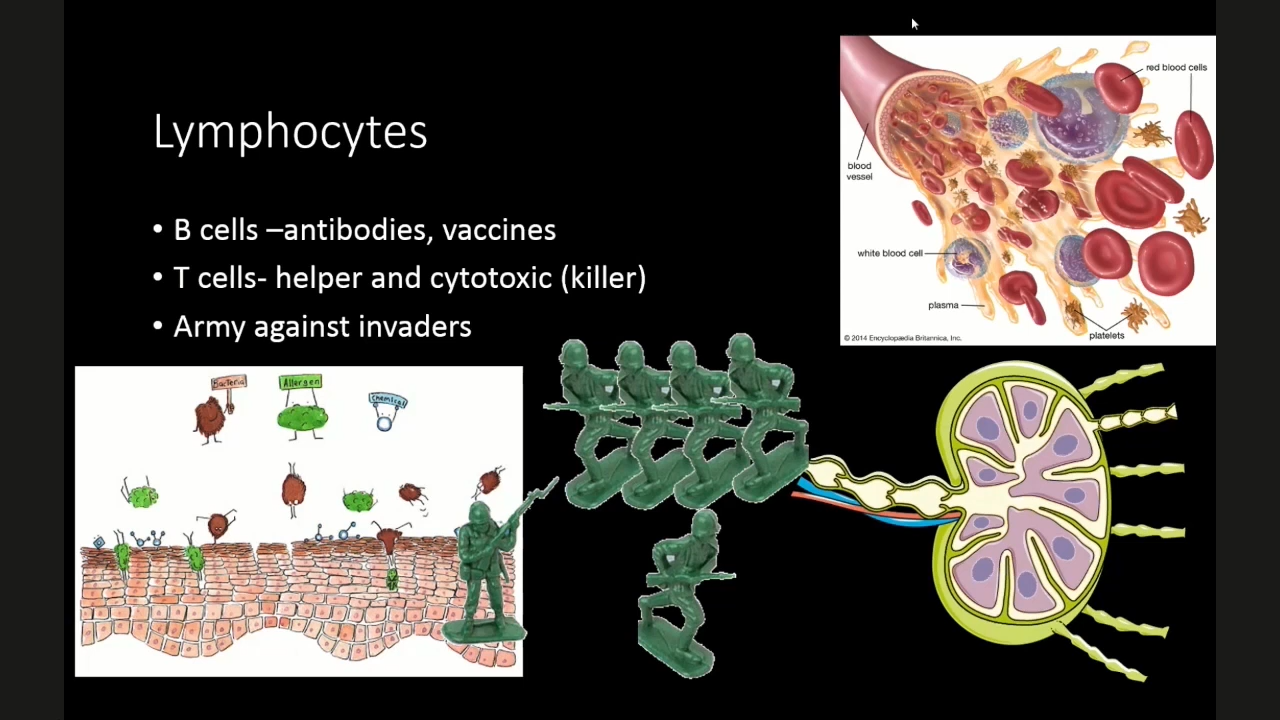 Lymphocytes
• B cells –antibodies, vaccines
• T cells- helper and cytotoxic (killer)
• Army against invaders
red blood cells
blood
vessel
white blood cell
plasma
platelets
© 2014 Encyclopædia Britannica, Inc.
Bacteria
Allergen
Chemical